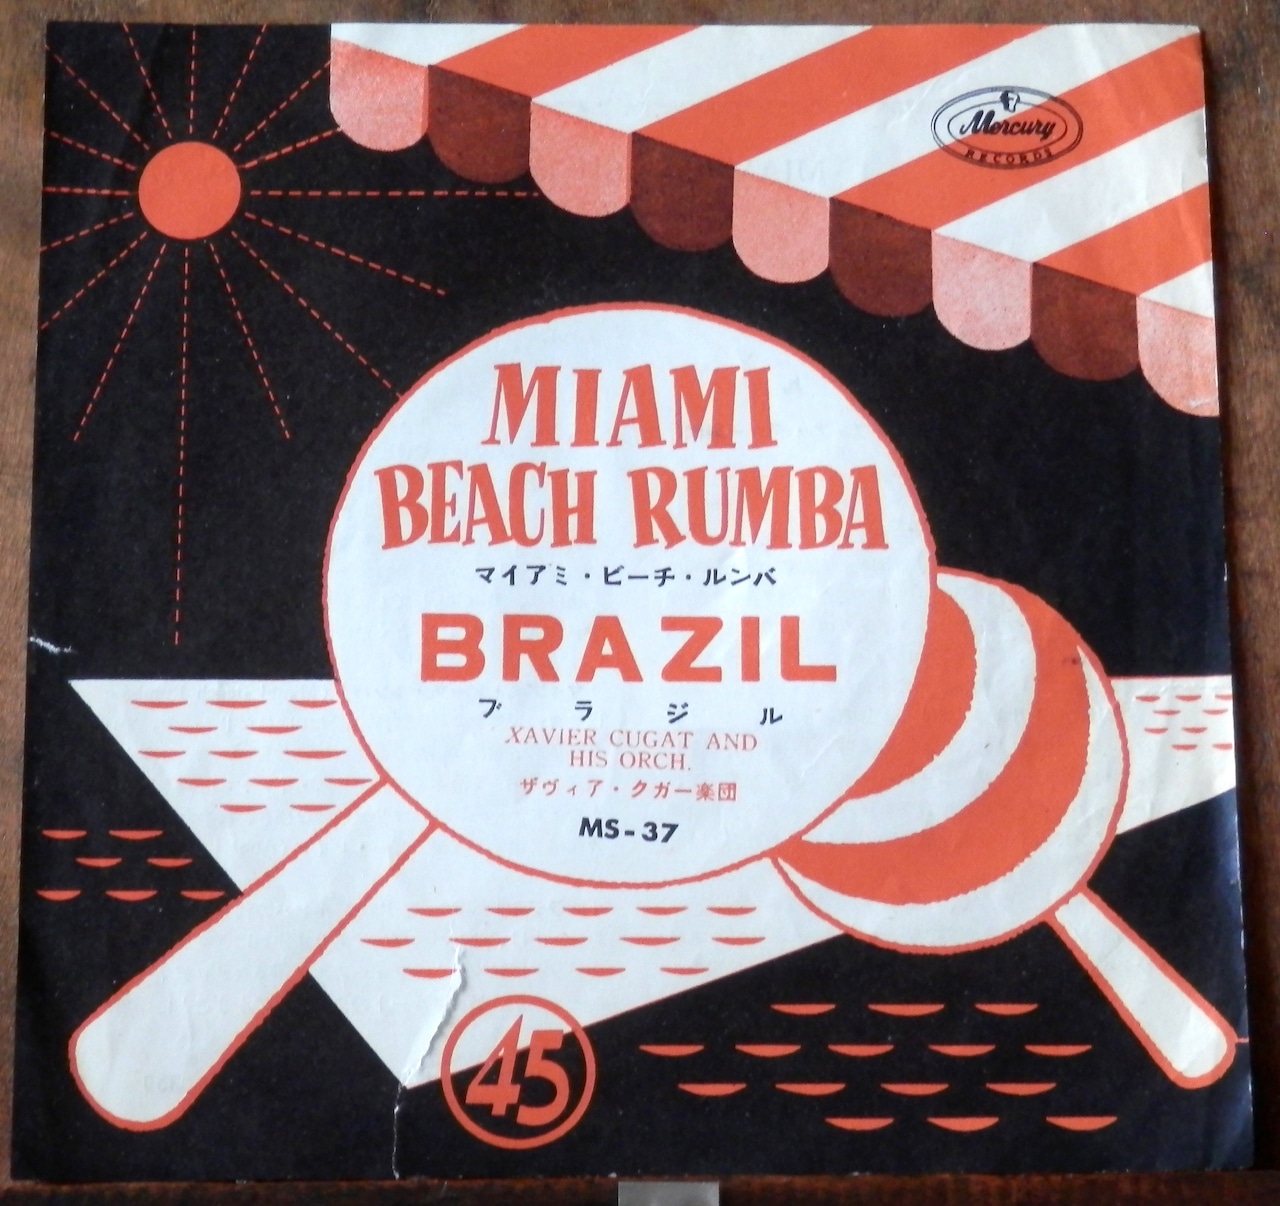 Mercury
RECORDS
MIAMI
BEACH RUMBA
マイアミ・ビーチ・ルンバ
BRAZIL
ブラジル
XAVIER CUGAT AND
HIS ORCH.
ザヴィア・クガー楽団
MS-37
45